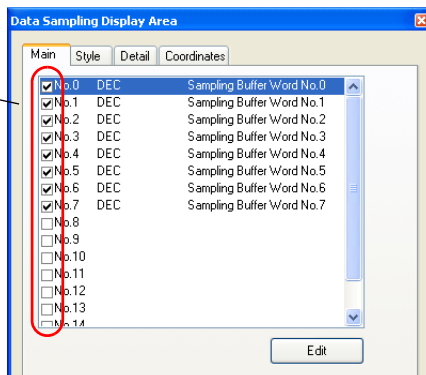 Data Sampling Display Area
Main Style Detail Coordinates
No.0 DEC Sampling Buffer Word No.0
No.1 DEC Sampling Buffer Word No.1
No.2 DEC Sampling Buffer Word No.2
No.3 DEC Sampling Buffer Word No.3
No.4 DEC Sampling Buffer Word No.4
No.5 DEC Sampling Buffer Word No.5
No.6 DEC Sampling Buffer Word No.6
No.7 DEC Sampling Buffer Word No.7
No.8
No.9
No.10
No.11
No.12
No.13
No.14
Edit